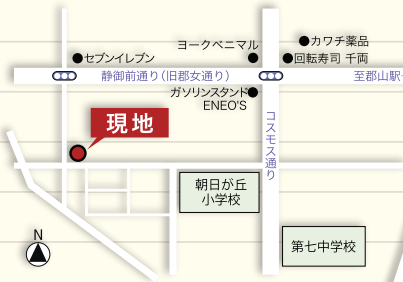 ヨークベニマル
カワチ薬品
セブンイレブン
回転寿司 千両
静御前通り（旧郡女通り）
至郡山駅
ガソリンスタンド
ENEO'S
現地
コスモス通り
朝日が丘
小学校
第七中学校
N